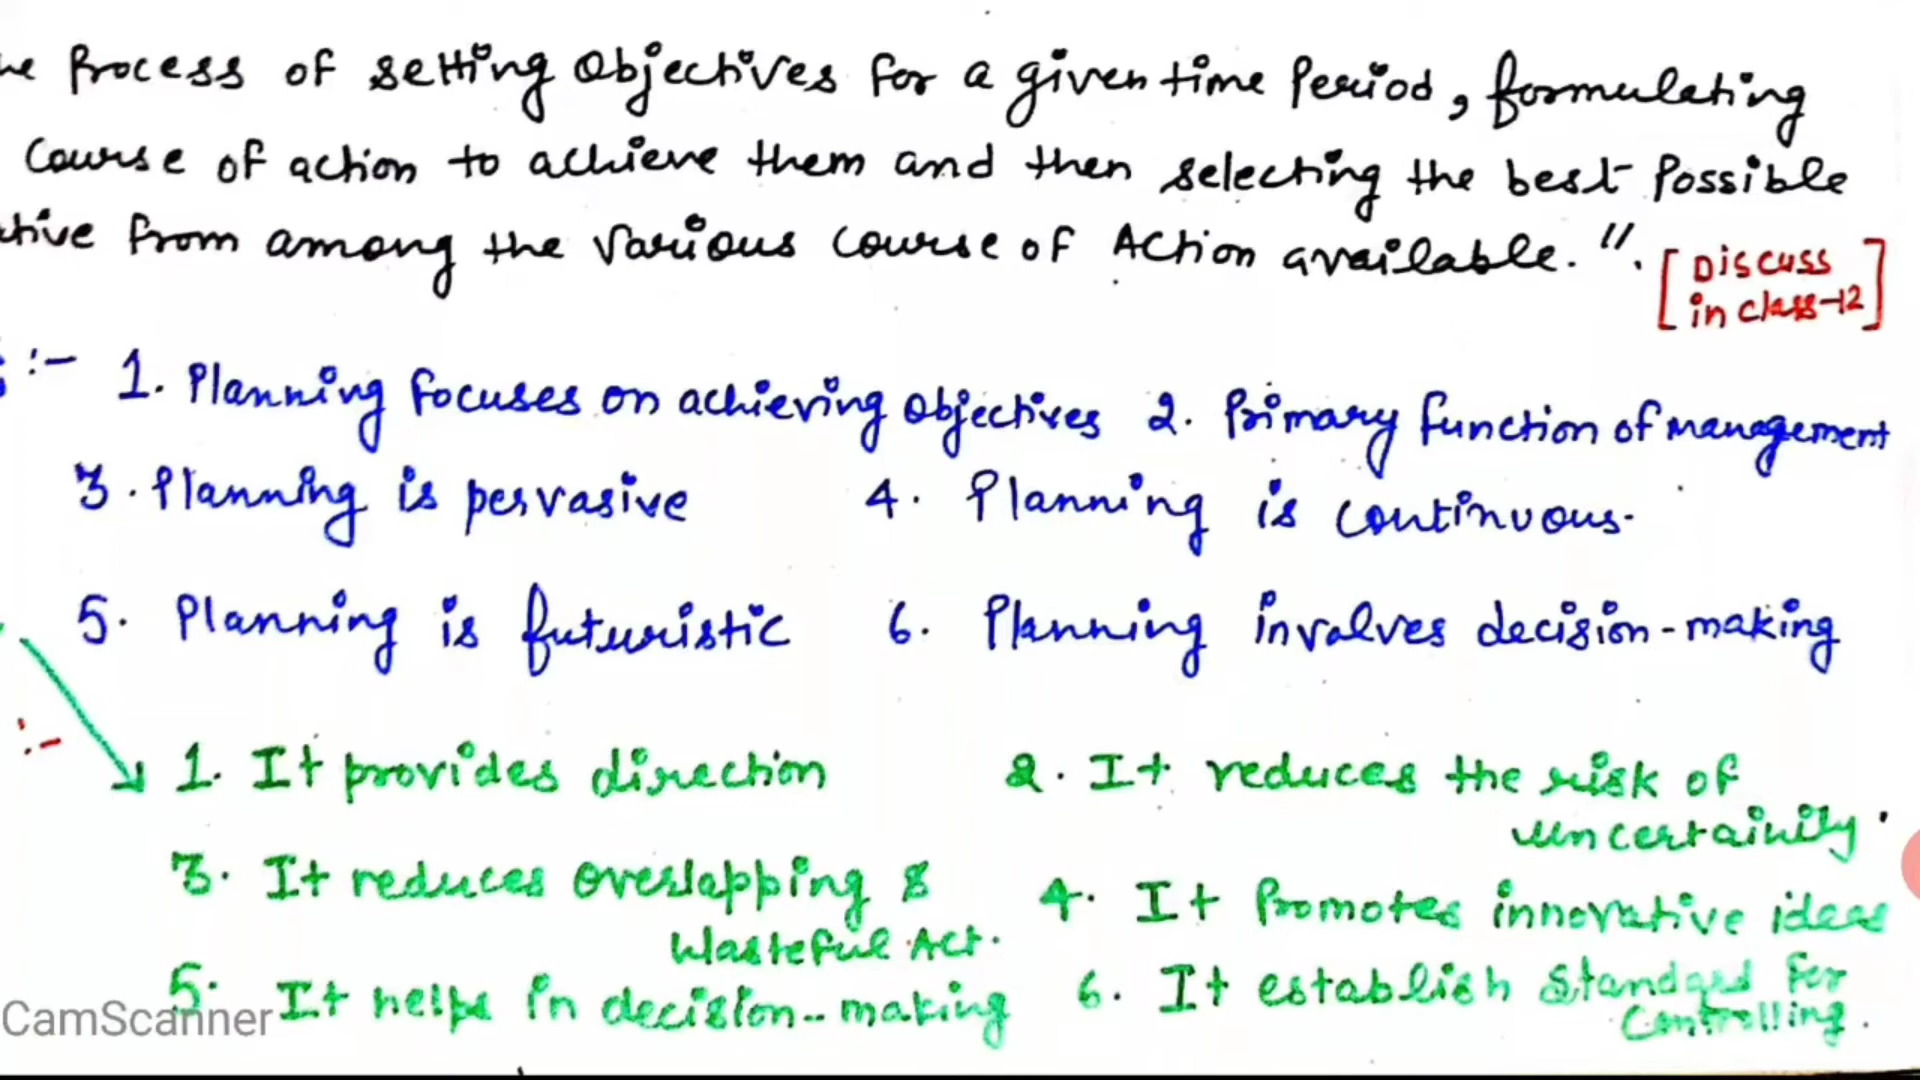 Process of setting Objectives for a given time Period, formulating
Course of action to achieve them and then selecting the best Possible
from among the Various Course of Action available.".
[Discuss
in class-12]
:- 1. Planning focuses on achieving objectives 2. Primary function of management
3. Planning is pervasive 4. Planning is continuous.
5. Planning is futuristic 6. Planning involves decision-making
:-
1. It provides direction 2. It reduces the risk of
uncertainity.
3. It reduces overlapping &
Wasteful Act.
4. It Promotes innovative ideas
5. It helps in decision-making 6. It establish Standard for
Controlling.
CamScanner